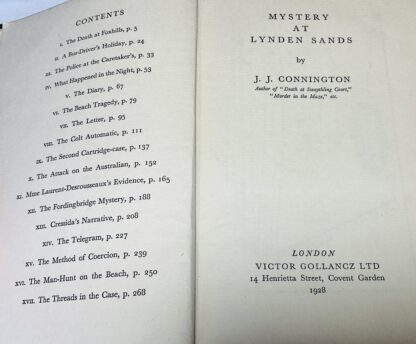 CONTENTS
I. The Death at Foxhills, p. 5
II. A Bus-Driver's Holiday, p. 24
III. The Police at the Caretaker's, p. 33
IV. What Happened in the Night, p. 53
V. The Diary, p. 67
VI. The Beach Tragedy, p. 79
VII. The Letter, p. 95
VIII. The Colt Automatic, p. 111
IX. The Second Cartridge-case, p. 137
X. The Attack on the Australian, p. 152
XI. Mme Laurent-Desrousseaux's Evidence, p. 165
XII. The Fordingbridge Mystery, p. 188
XIII. Cressida's Narrative, p. 208
XIV. The Telegram, p. 227
XV. The Method of Coercion, p. 239
XVI. The Man-Hunt on the Beach, p. 250
XVII. The Threads in the Case, p. 268
MYSTERY
AT
LYNDEN SANDS
by
J. J. CONNINGTON
Author of "Death at Swaythling Court,"
"Murder in the Maze," etc.
LONDON
VICTOR GOLLANCZ LTD
14 Henrietta Street, Covent Garden
1928